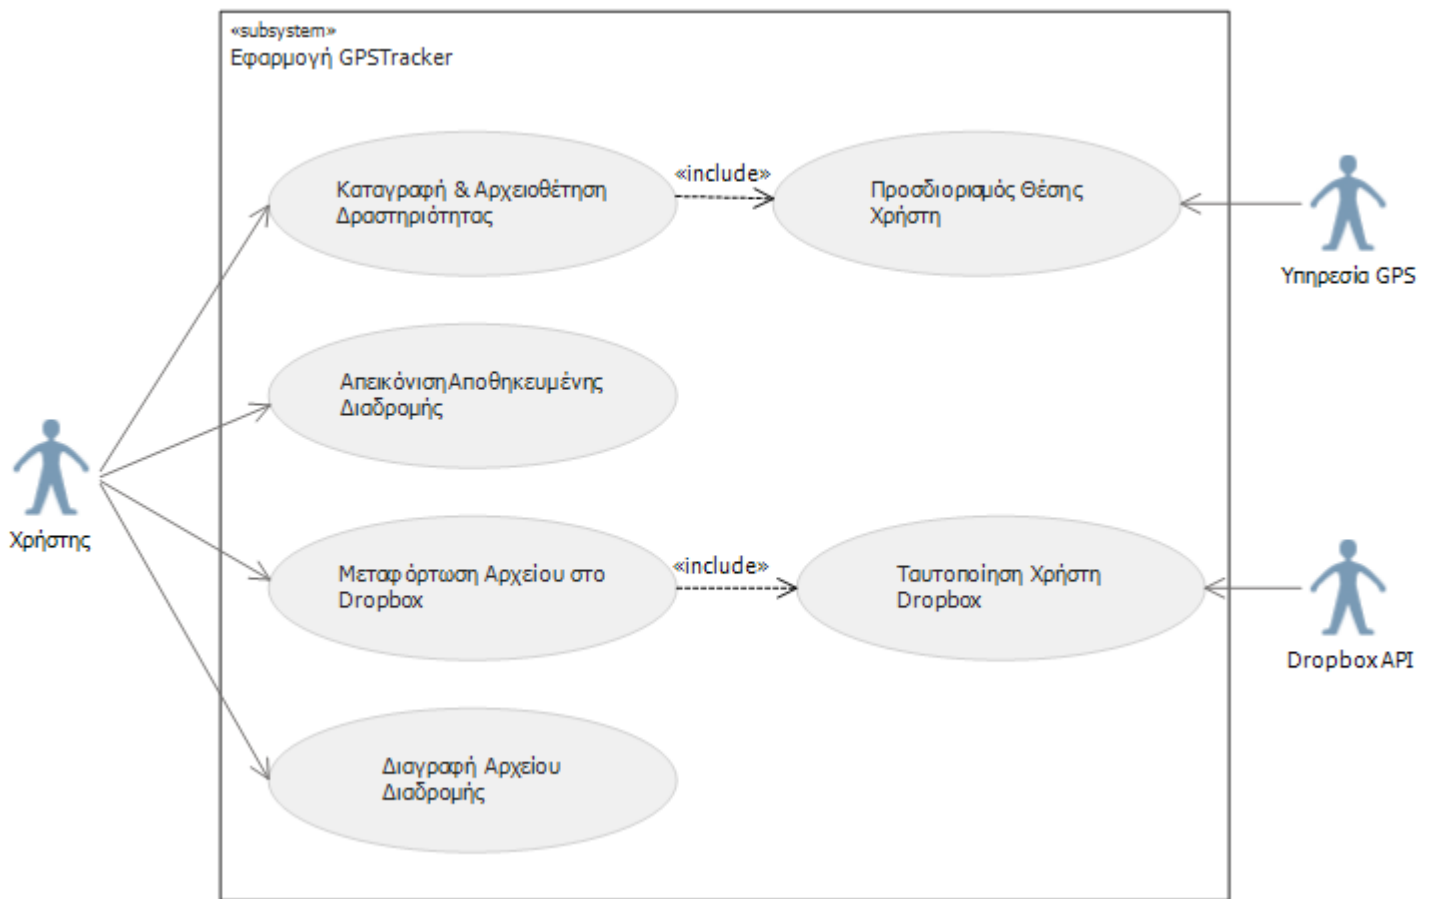 «subsystem»
Εφαρμογή GPSTracker
Καταγραφή & Αρχειοθέτηση
Δραστηριότητας
«include»
Προσδιορισμός Θέσης
Χρήστη
Υπηρεσία GPS
Απεικόνιση Αποθηκευμένης
Διαδρομής
Χρήστης
Μεταφόρτωση Αρχείου στο
Dropbox
«include»
Ταυτοποίηση Χρήστη
Dropbox
Dropbox API
Διαγραφή Αρχείου
Διαδρομής